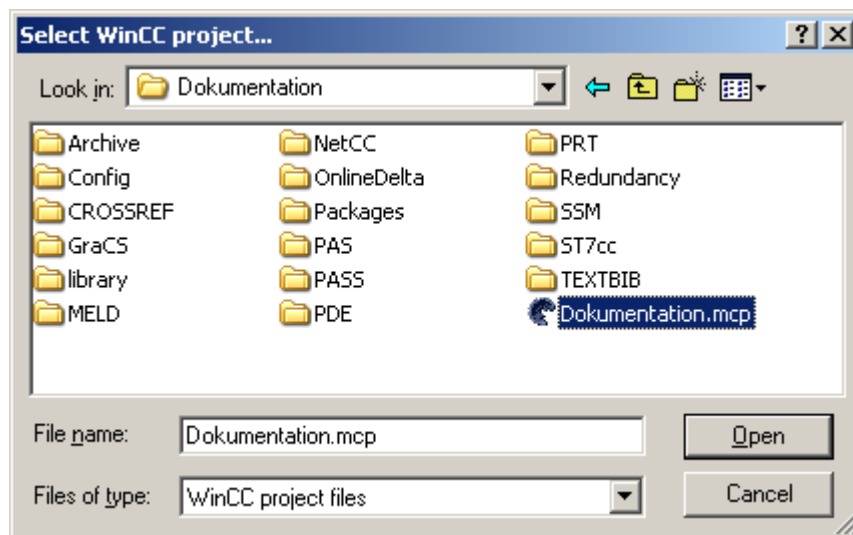 Select WinCC project...
Look in: Dokumentation
Archive NetCC PRT
Config OnlineDelta Redundancy
CROSSREF Packages SSM
GraCS PAS ST7cc
library PASS TEXTBIB
MELD PDE Dokumentation.mcp
File name: Dokumentation.mcp Open
Files of type: WinCC project files Cancel